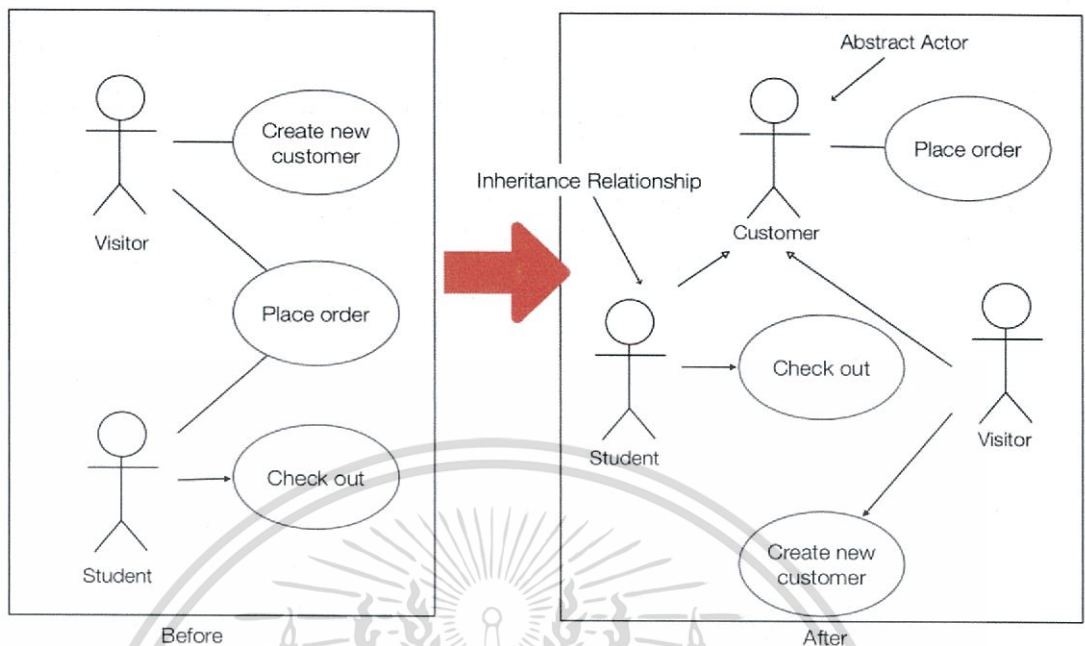 Create new
customer
Visitor
Place order
Check out
Student
Before
Abstract Actor
Place order
Inheritance Relationship
Customer
Check out
Student
Visitor
Create new
customer
After